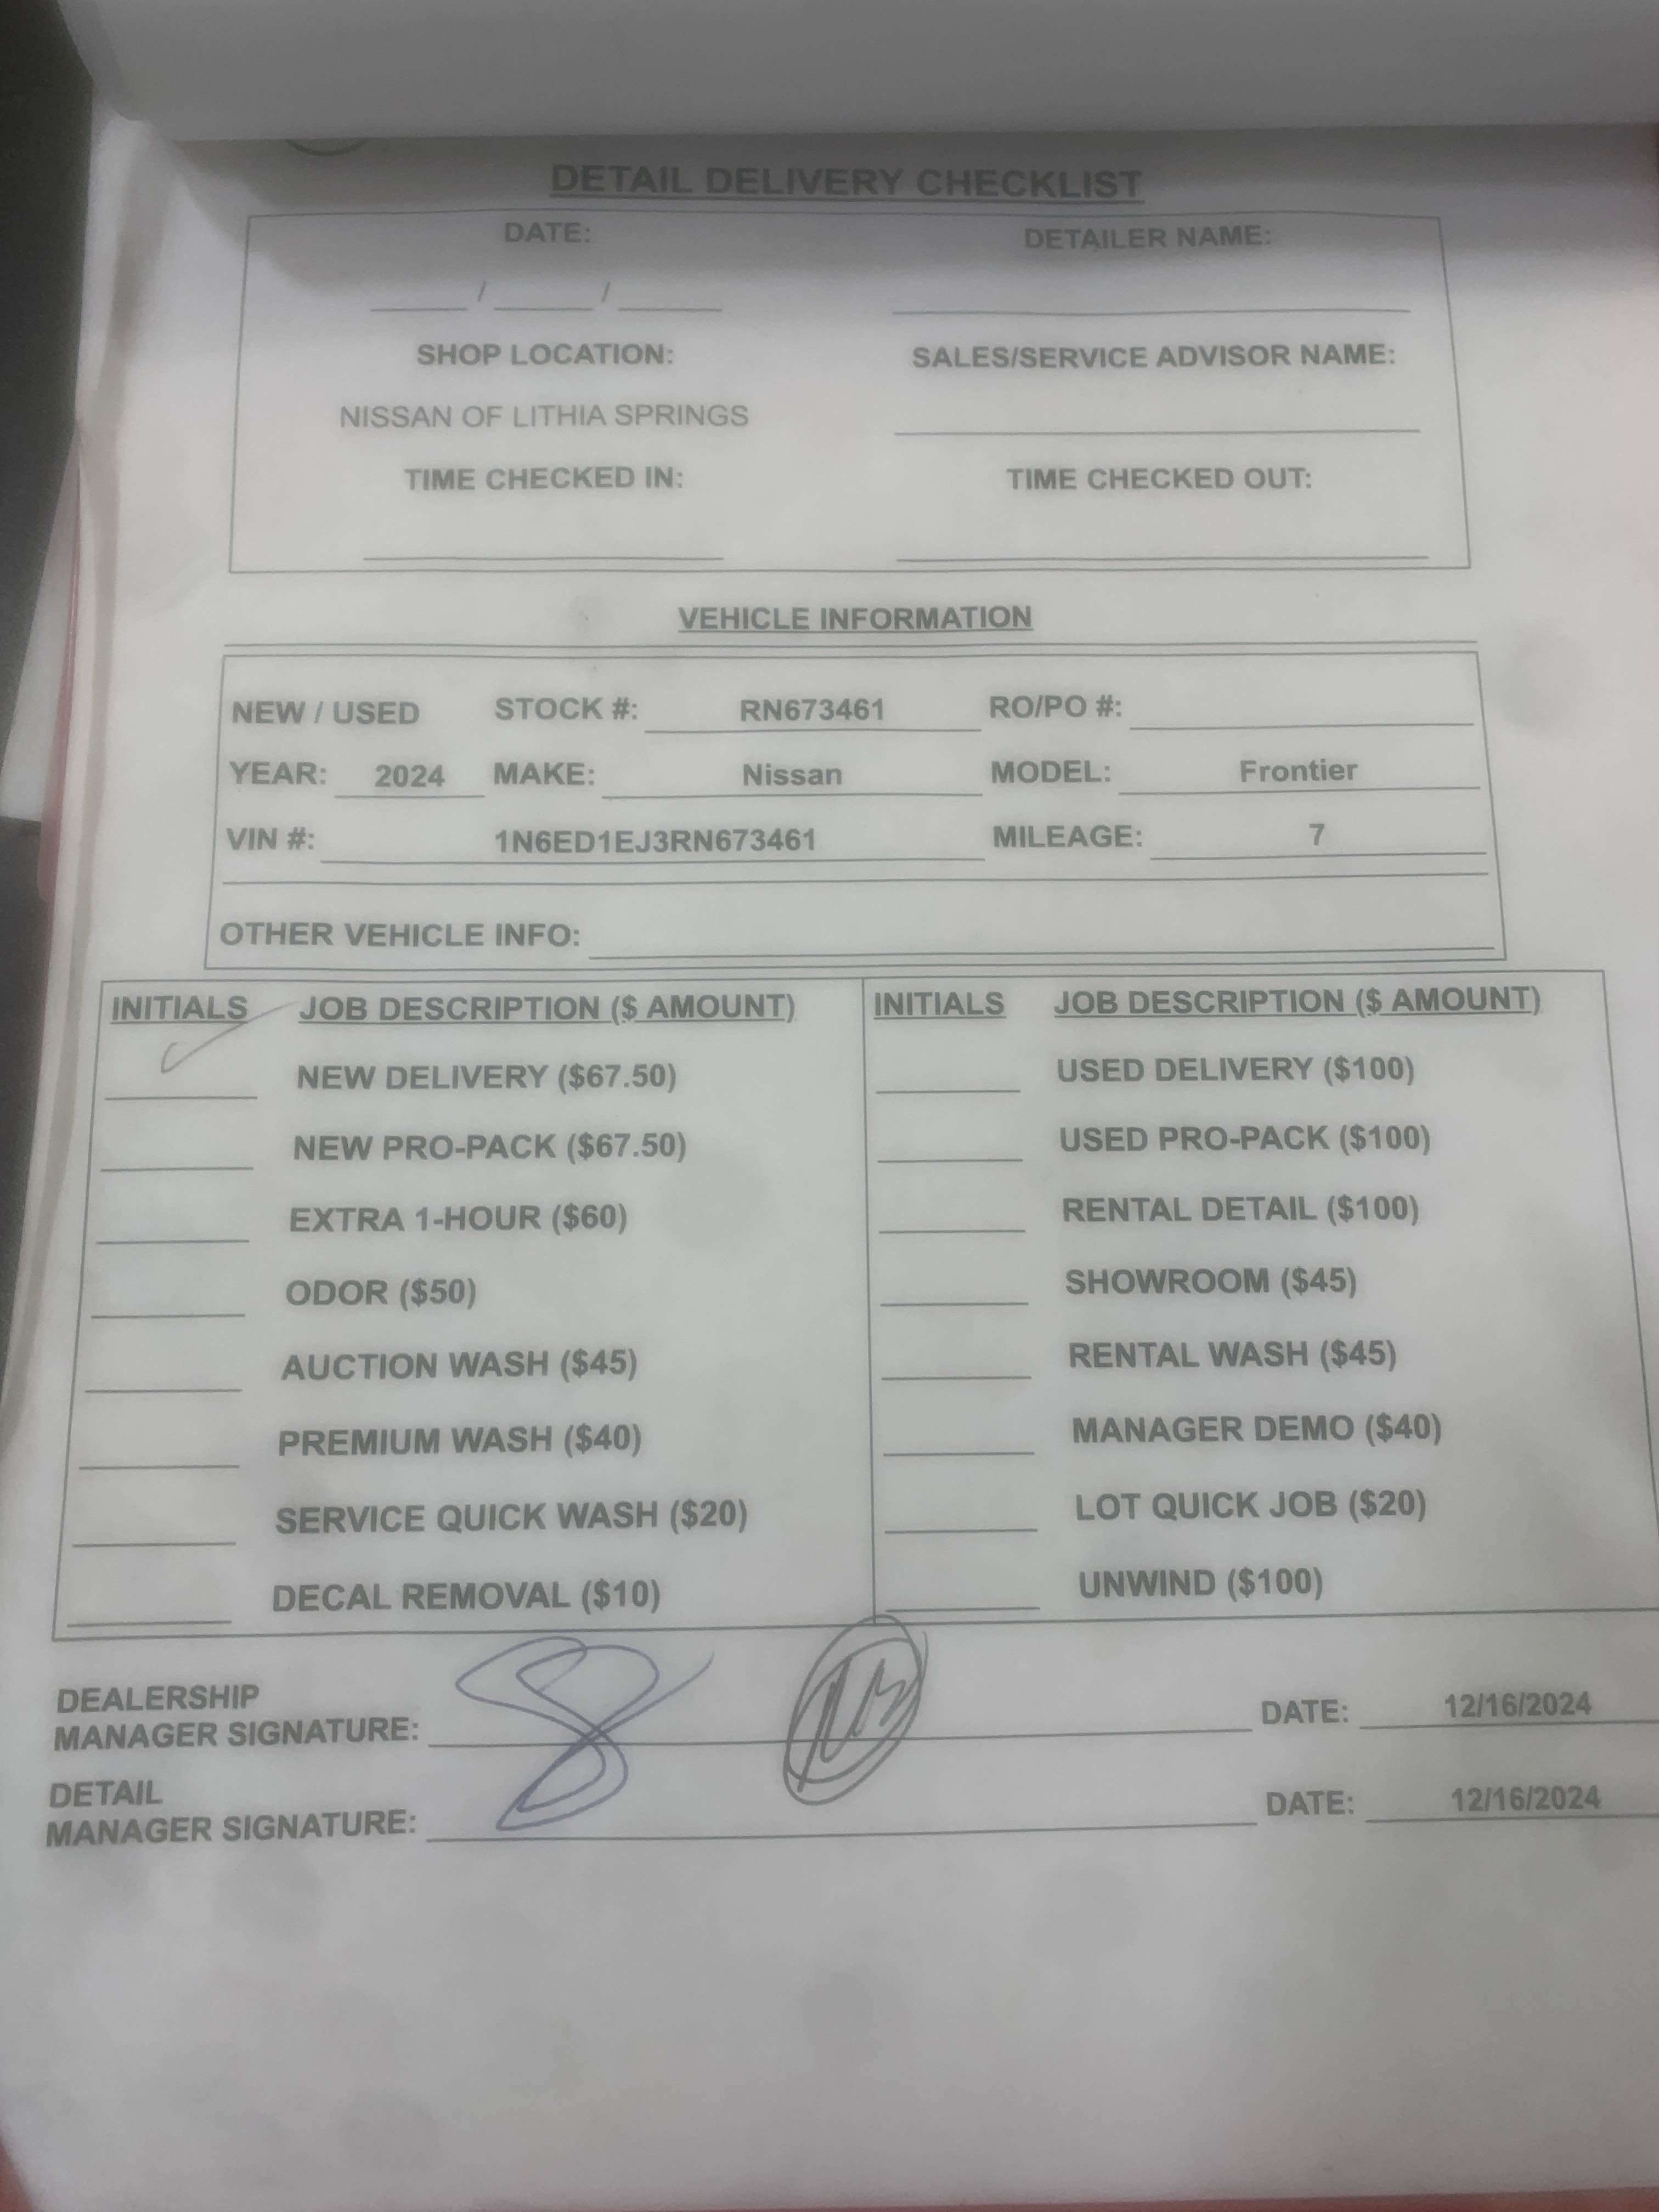 DETAIL DELIVERY CHECKLIST
DATE: DETAILER NAME:
____/____/____ ____
SHOP LOCATION: SALES/SERVICE ADVISOR NAME:
NISSAN OF LITHIA SPRINGS
TIME CHECKED IN: TIME CHECKED OUT:
VEHICLE INFORMATION
NEW / USED STOCK #: RN673461 RO/PO #:
YEAR: 2024 MAKE: Nissan MODEL: Frontier
VIN #: 1N6ED1EJ3RN673461 MILEAGE: 7
OTHER VEHICLE INFO:
INITIALS JOB DESCRIPTION ($ AMOUNT) INITIALS JOB DESCRIPTION ($ AMOUNT)
NEW DELIVERY ($67.50) USED DELIVERY ($100)
NEW PRO-PACK ($67.50) USED PRO-PACK ($100)
EXTRA 1-HOUR ($60) RENTAL DETAIL ($100)
ODOR ($50) SHOWROOM ($45)
AUCTION WASH ($45) RENTAL WASH ($45)
PREMIUM WASH ($40) MANAGER DEMO ($40)
SERVICE QUICK WASH ($20) LOT QUICK JOB ($20)
DECAL REMOVAL ($10) UNWIND ($100)
DEALERSHIP
MANAGER SIGNATURE: DATE: 12/16/2024
DETAIL
MANAGER SIGNATURE: DATE: 12/16/2024